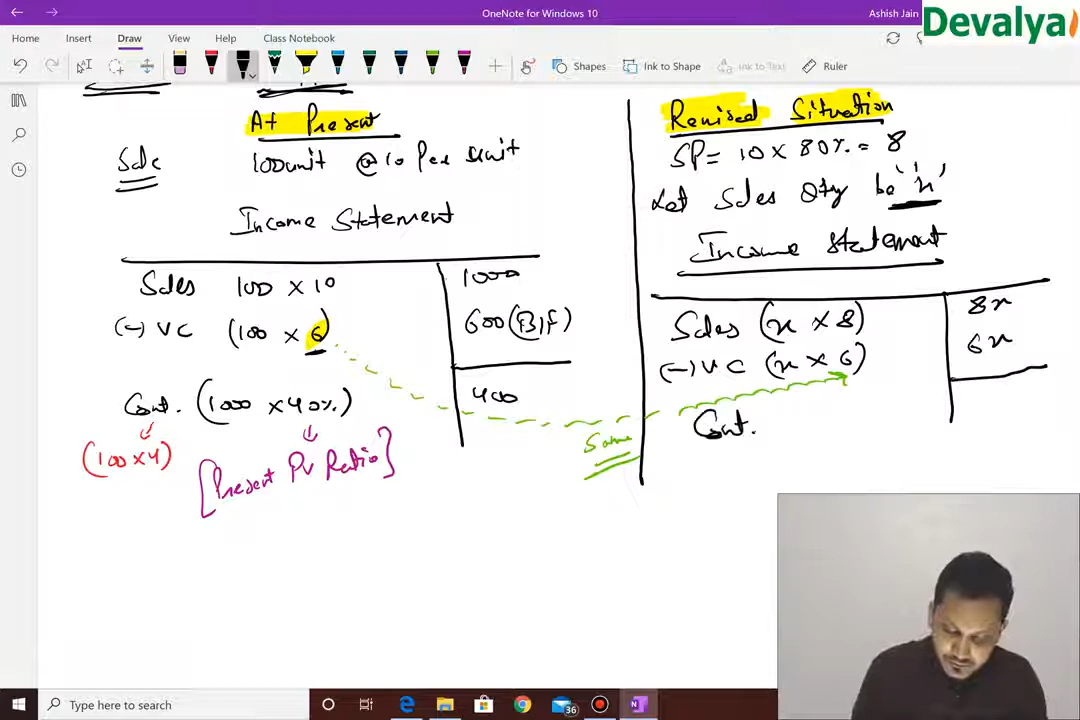 OneNote for Windows 10
Ashish Jain
Devalya
Home Insert Draw View Help Class Notebook
Shapes Ink to Shape Ink to Text Ruler
At Present
Sale 100unit @10 Per unit
Income Statement
Sales 100 × 10 1000
(-) VC (100 × 6) 600 (B/F)
Cont. (1000 × 40%) 400
(100×4)
[Present PV Ratio]
Same
Revised Situation
SP= 10 × 80% = 8
Let Sales Qty be 'x'
Income Statement
Sales (x × 8) 8x
(-) VC (x × 6) 6x
Cont.
Type here to search
36